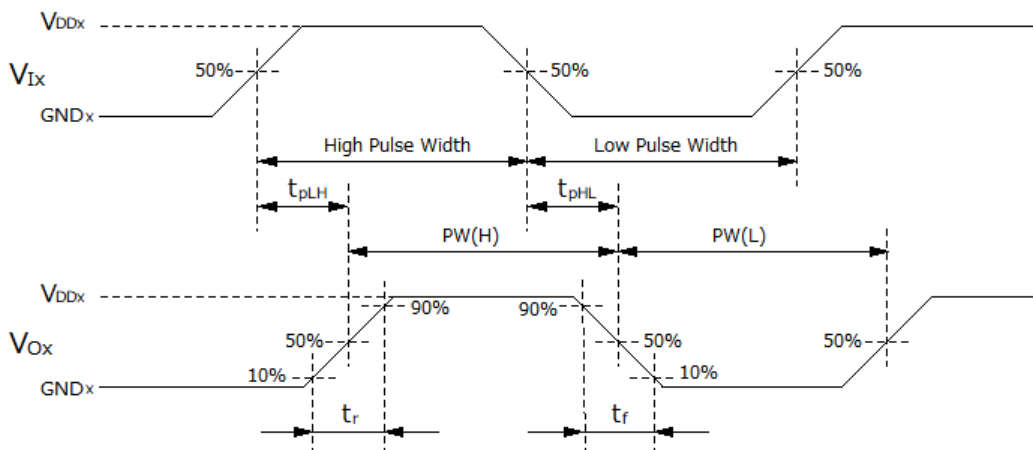 VDDx
50%
50%
50%
VIx
GNDx
High Pulse Width
Low Pulse Width
tpLH
tpHL
PW(H)
PW(L)
VDDx
90%
90%
VOx
50%
50%
50%
10%
10%
GNDx
tr
tf